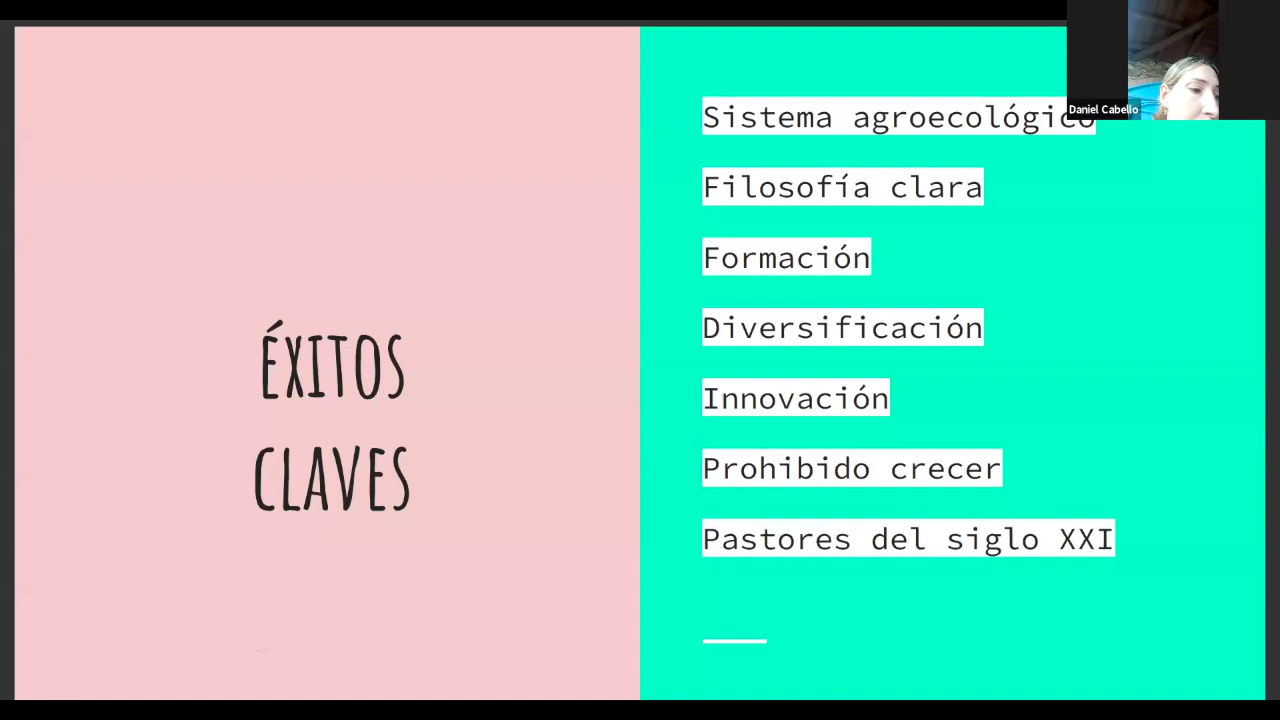 Daniel Cabello
ÉXITOS
CLAVES
Sistema agroecológico
Filosofía clara
Formación
Diversificación
Innovación
Prohibido crecer
Pastores del siglo XXI